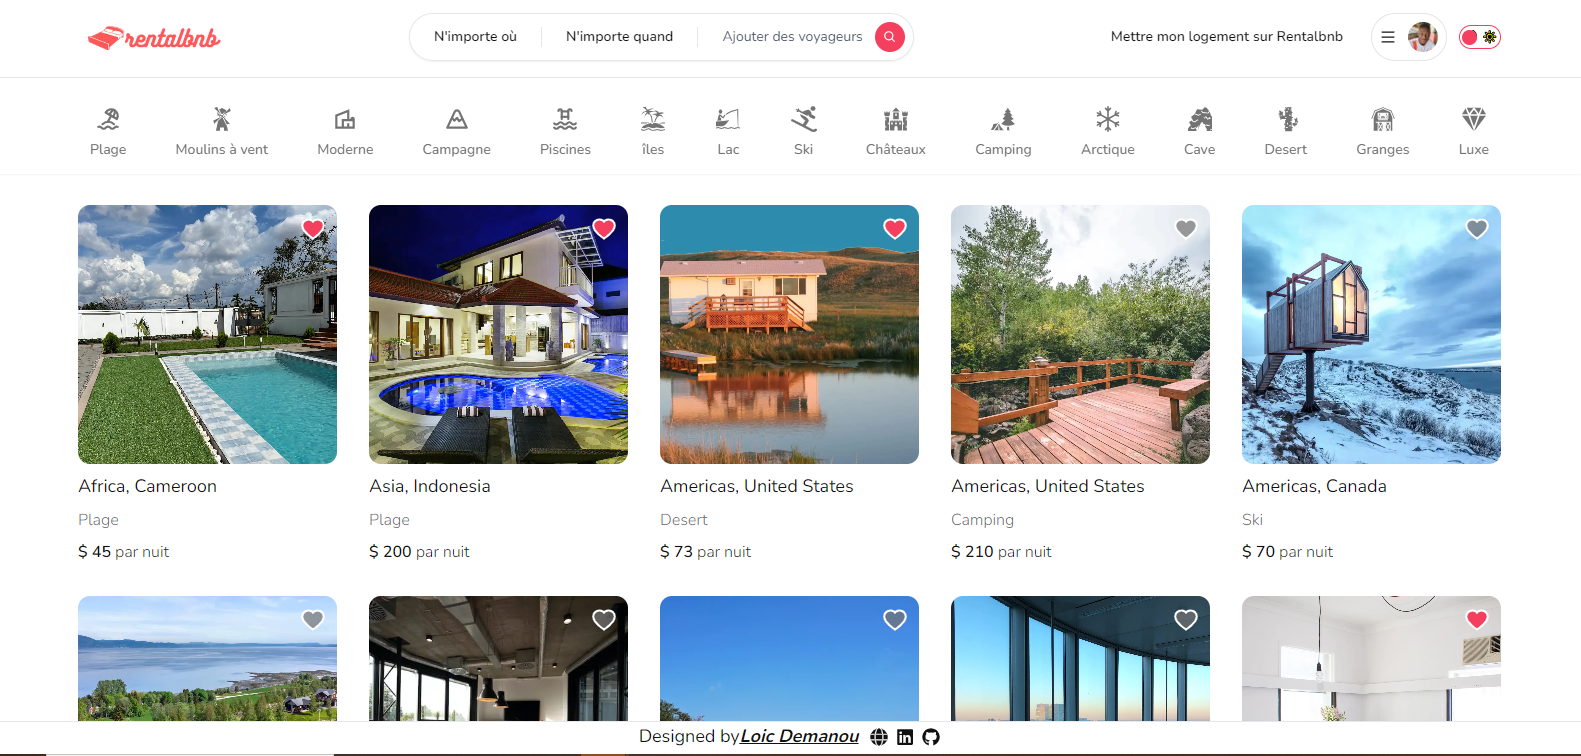 rentalbnb
N'importe où
N'importe quand
Ajouter des voyageurs
Mettre mon logement sur Rentalbnb
Plage
Moulins à vent
Moderne
Campagne
Piscines
îles
Lac
Ski
Châteaux
Camping
Arctique
Cave
Desert
Granges
Luxe
Africa, Cameroon
Plage
$ 45 par nuit
Asia, Indonesia
Plage
$ 200 par nuit
Americas, United States
Desert
$ 73 par nuit
Americas, United States
Camping
$ 210 par nuit
Americas, Canada
Ski
$ 70 par nuit
Designed byLoic Demanou